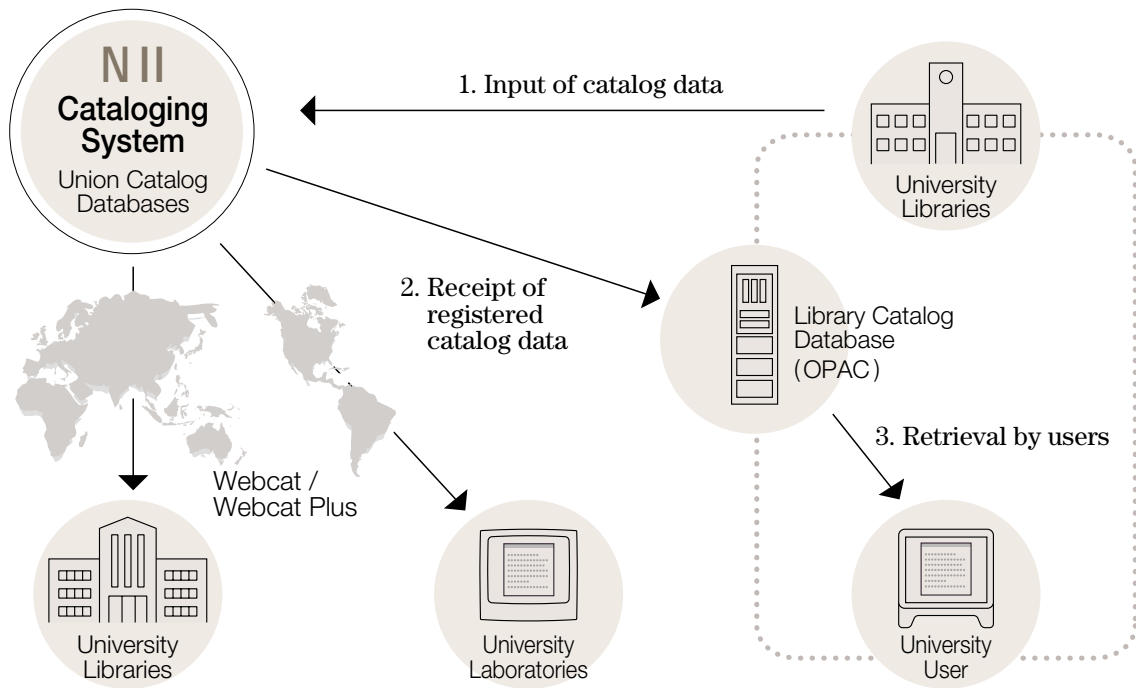 NII
Cataloging
System
Union Catalog
Databases
1. Input of catalog data
University
Libraries
2. Receipt of
registered
catalog data
Library Catalog
Database
(OPAC)
3. Retrieval by users
Webcat /
Webcat Plus
University
Libraries
University
Laboratories
University
User